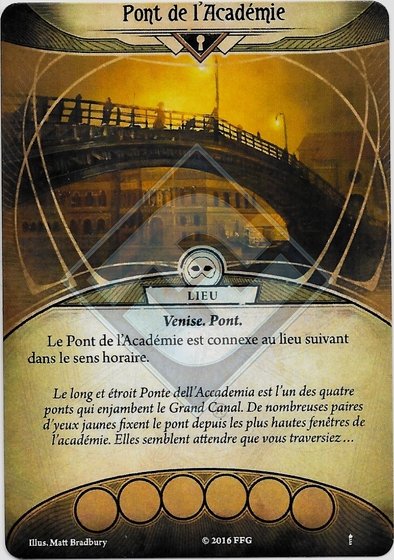 Pont de l'Académie
LIEU
Venise. Pont.
Le Pont de l'Académie est connexe au lieu suivant
dans le sens horaire.
Le long et étroit Ponte dell'Accademia est l'un des quatre
ponts qui enjambent le Grand Canal. De nombreuses paires
d'yeux jaunes fixent le pont depuis les plus hautes fenêtres de
l'académie. Elles semblent attendre que vous traversiez…
Illus. Matt Bradbury
© 2016 FFG